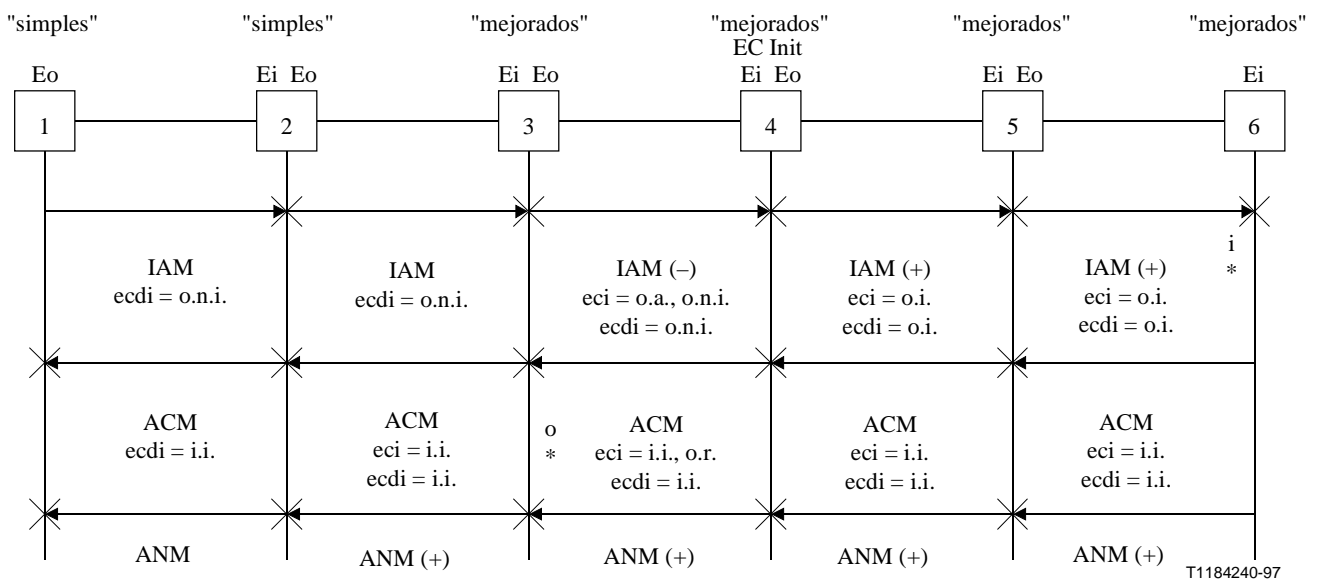 "simples" "simples" "mejorados" "mejorados" "mejorados" "mejorados"
EC Init
Eo Ei Eo Ei Eo Ei Eo Ei Eo Ei
1 2 3 4 5 6
i
*
IAM IAM IAM (–) IAM (+) IAM (+)
ecdi = o.n.i. ecdi = o.n.i. eci = o.a., o.n.i. eci = o.i. eci = o.i.
ecdi = o.n.i. ecdi = o.i. ecdi = o.i.
o
*
ACM ACM ACM ACM ACM
ecdi = i.i. eci = i.i. eci = i.i., o.r. eci = i.i. eci = i.i.
ecdi = i.i. ecdi = i.i. ecdi = i.i. ecdi = i.i.
ANM ANM (+) ANM (+) ANM (+) ANM (+)
T1184240-97